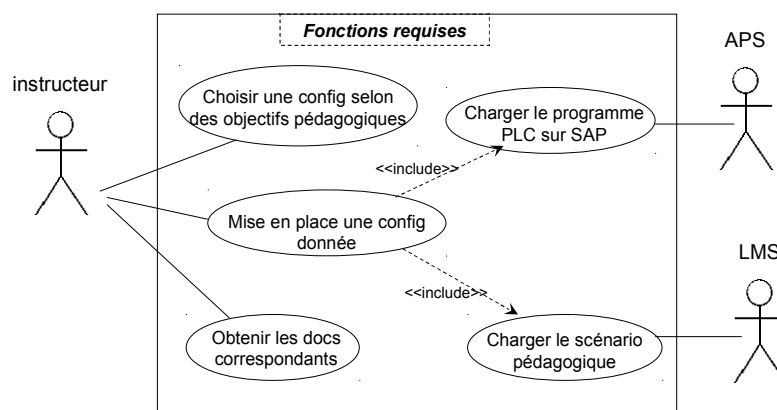 Fonctions requises
APS
instructeur
Choisir une config selon
des objectifs pédagogiques
Charger le programme
PLC sur SAP
<<include>>
Mise en place une config
donnée
LMS
<<include>>
Obtenir les docs
correspondants
Charger le scénario
pédagogique